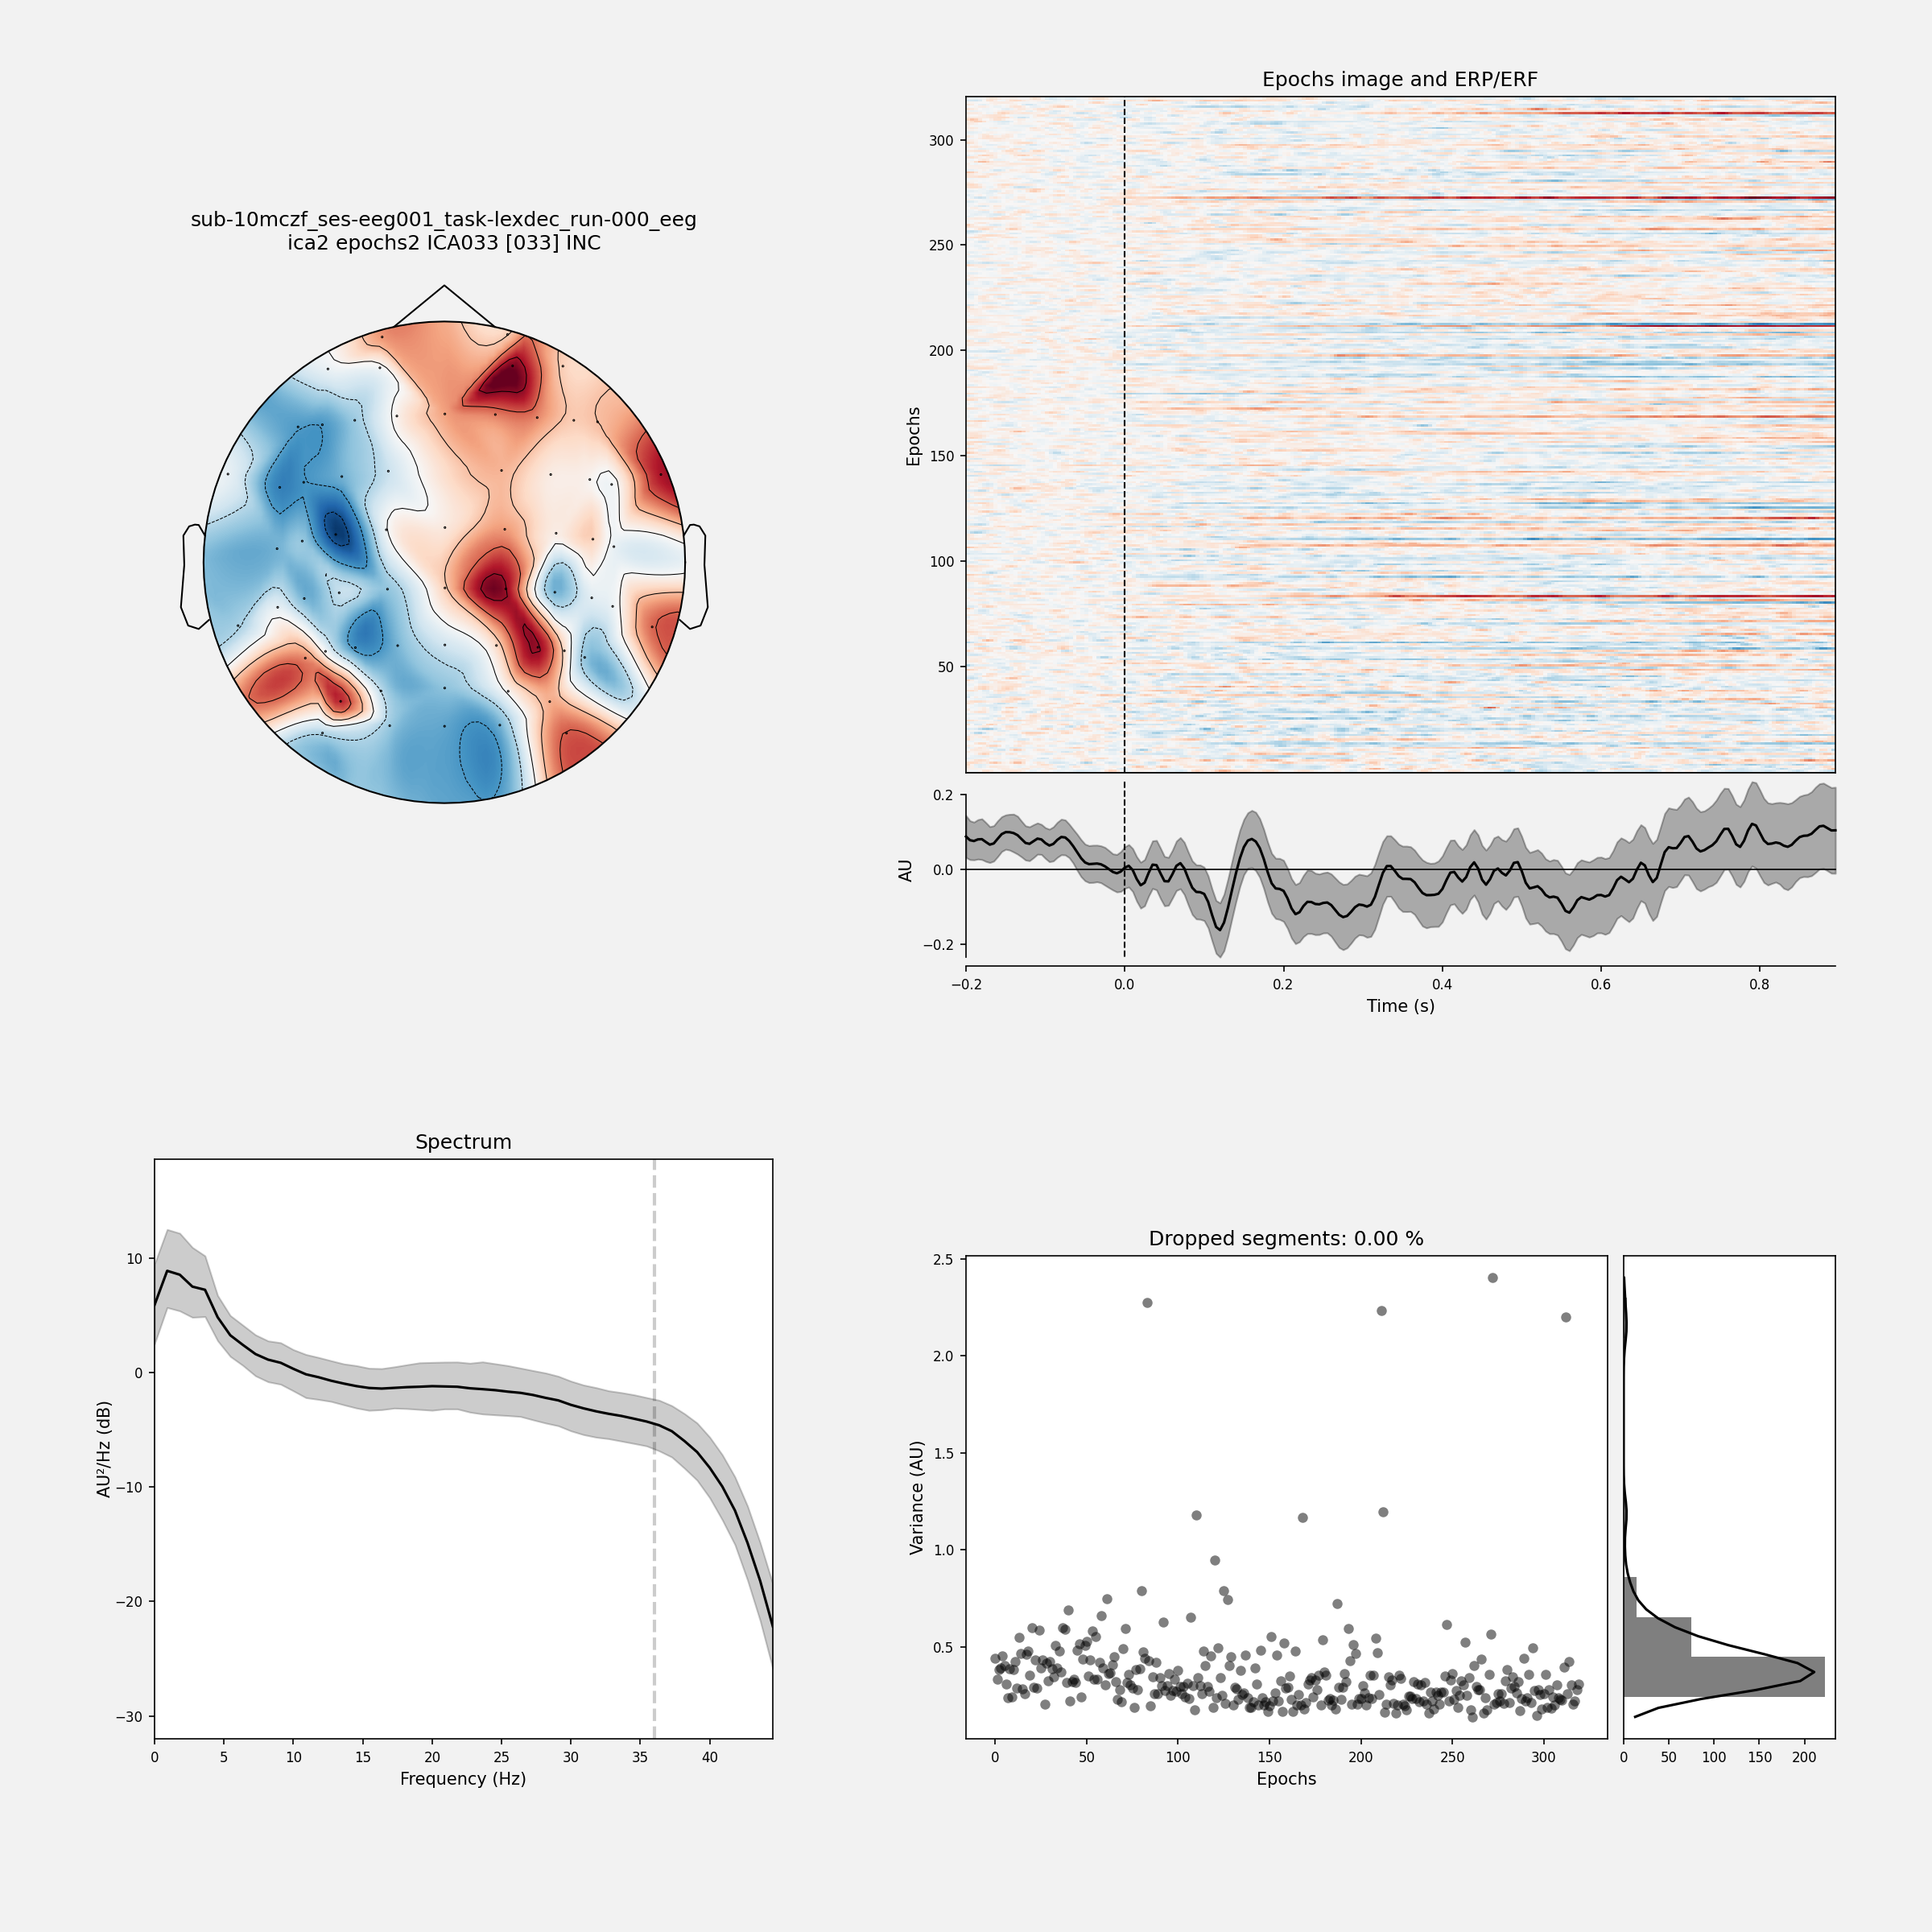 sub-10mczf_ses-eeg001_task-lexdec_run-000_eeg
ica2 epochs2 ICA033 [033] INC
Epochs image and ERP/ERF
Epochs
300
250
200
150
100
50
AU
0.2
0.0
−0.2
−0.2 0.0 0.2 0.4 0.6 0.8
Time (s)
Spectrum
AU²/Hz (dB)
10
0
−10
−20
−30
0 5 10 15 20 25 30 35 40
Frequency (Hz)
Dropped segments: 0.00 %
Variance (AU)
2.5
2.0
1.5
1.0
0.5
0 50 100 150 200 250 300
Epochs
0 50 100 150 200